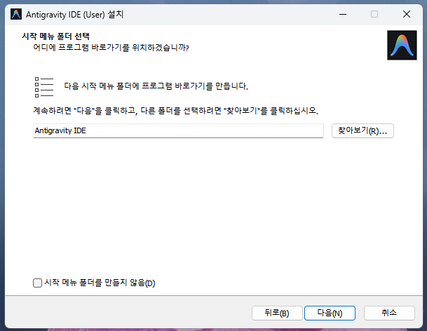 Antigravity IDE (User) 설치
시작 메뉴 폴더 선택
어디에 프로그램 바로가기를 위치하겠습니까?
다음 시작 메뉴 폴더에 프로그램 바로가기를 만듭니다.
계속하려면 "다음"을 클릭하고, 다른 폴더를 선택하려면 "찾아보기"를 클릭하십시오.
Antigravity IDE
찾아보기(R)...
시작 메뉴 폴더를 만들지 않음(D)
뒤로(B)
다음(N)
취소